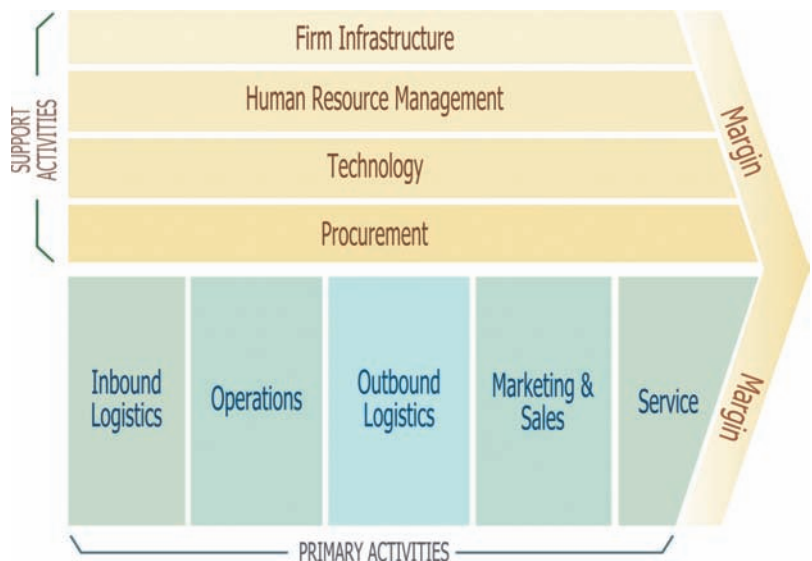 Firm Infrastructure
Human Resource Management
Technology
Procurement
SUPPORT
ACTIVITIES
Margin
Inbound
Logistics
Operations
Outbound
Logistics
Marketing &
Sales
Service
Margin
PRIMARY ACTIVITIES